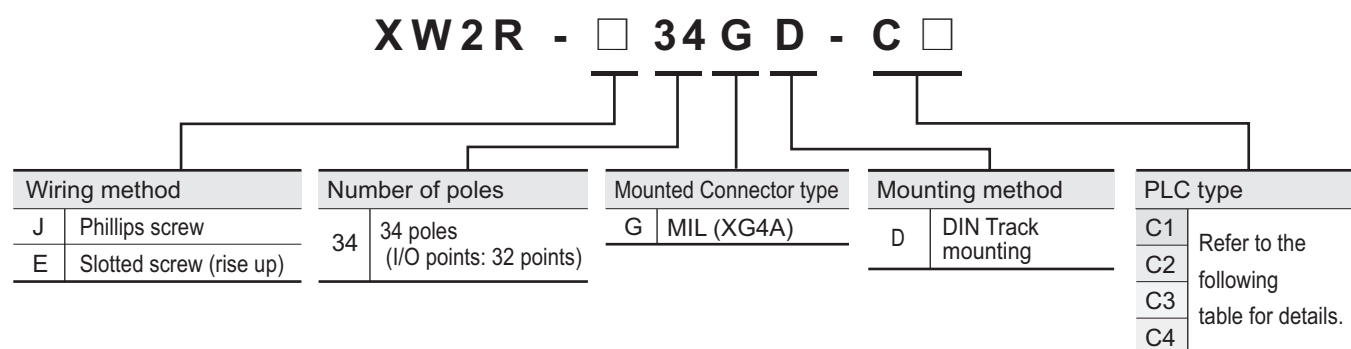 XW2R - □ 34 G D - C □
Wiring method
J Phillips screw
E Slotted screw (rise up)
Number of poles
34 34 poles
(I/O points: 32 points)
Mounted Connector type
G MIL (XG4A)
Mounting method
D DIN Track
mounting
PLC type
C1
C2
C3
C4
Refer to the
following
table for details.